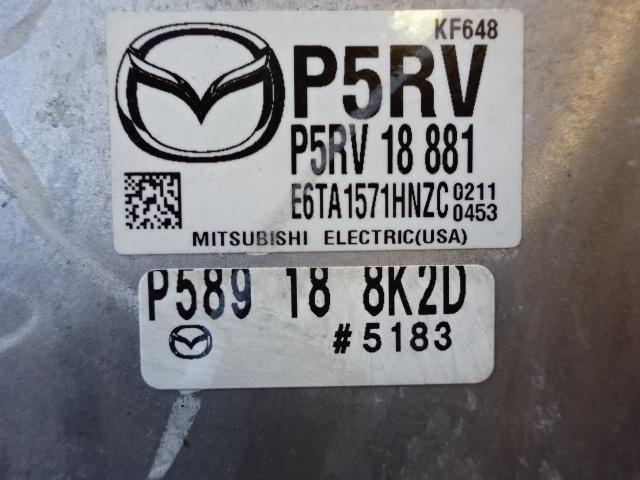 KF648
P5RV
P5RV 18 881
E6TA1571HNZC 0211
0453
MITSUBISHI ELECTRIC(USA)
P589 18 8K2D
#5183